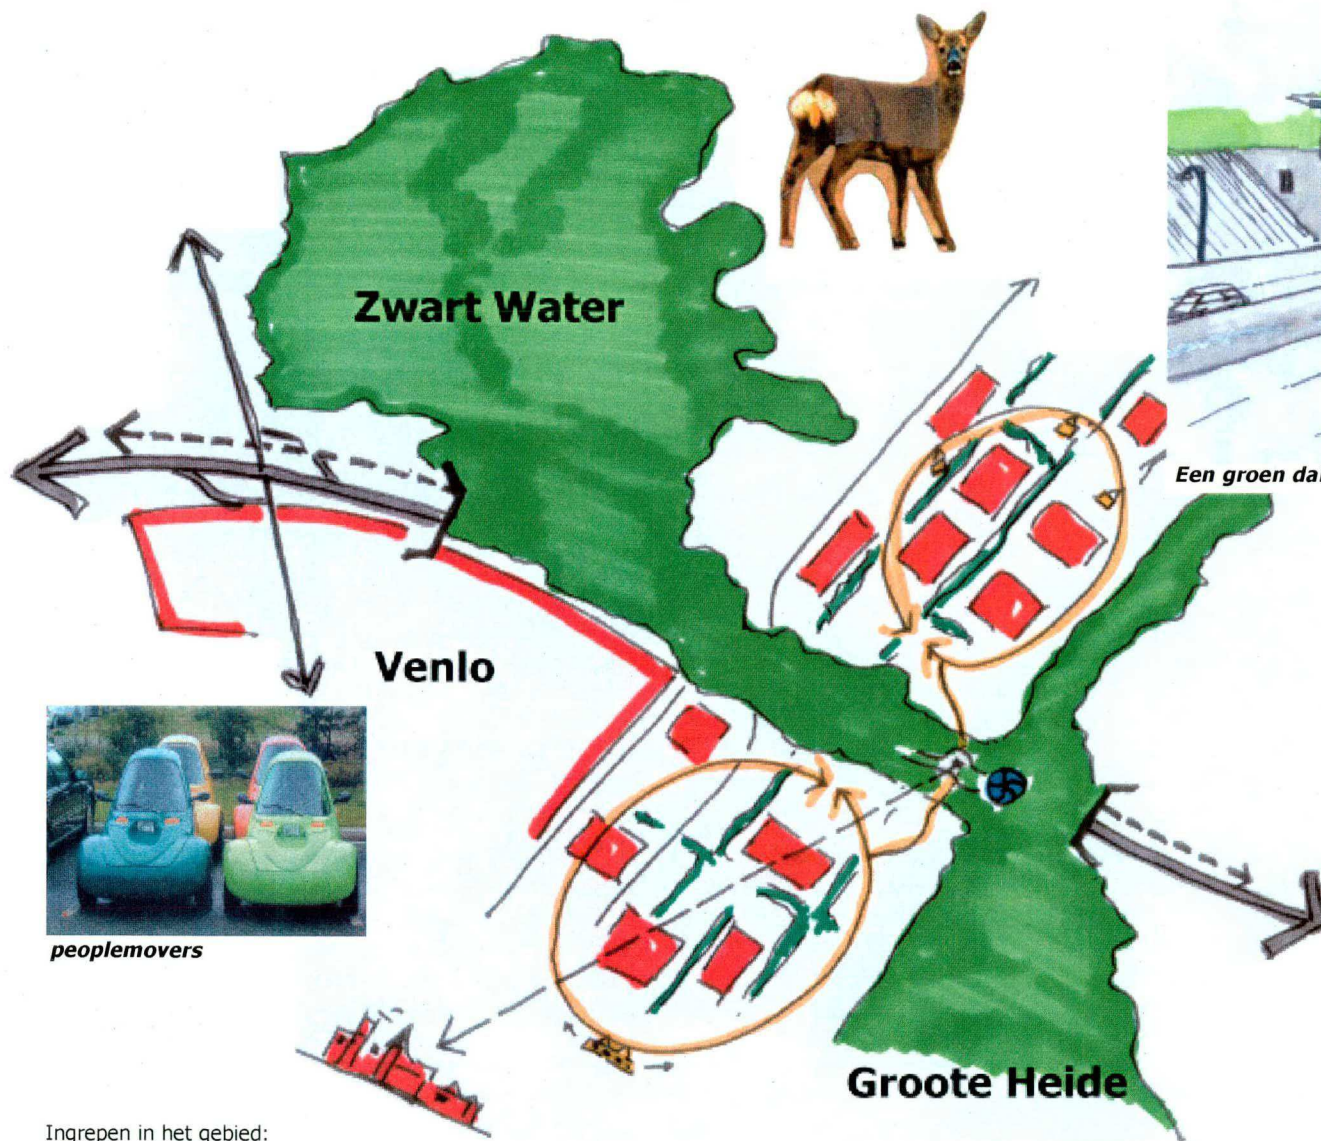 Zwart Water
Een groen da
Venlo
peoplemovers
Groote Heide
Ingrepen in het gebied: